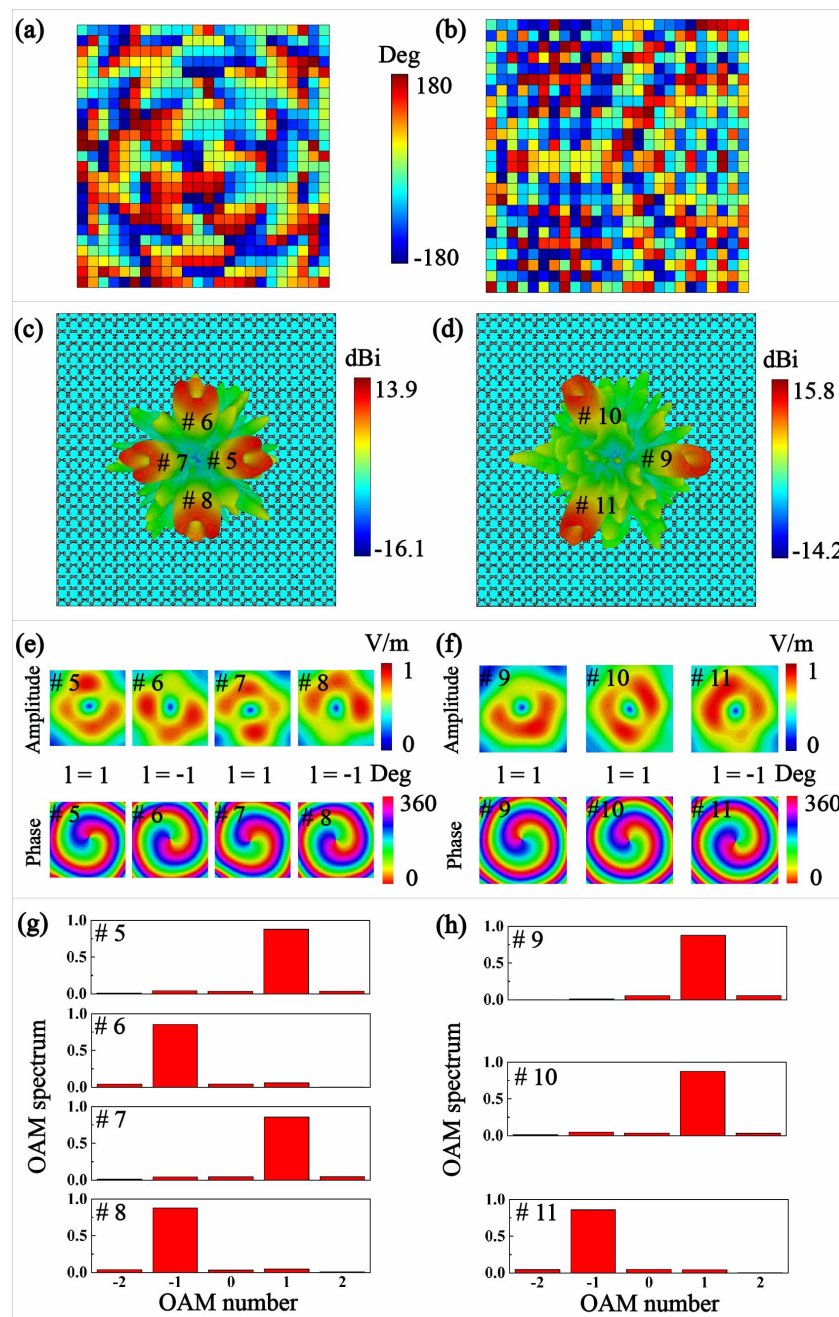 (a)
Deg
180
-180
(b)
(c)
dBi
13.9
-16.1
# 6
# 7
# 5
# 8
(d)
dBi
15.8
-14.2
# 10
# 9
# 11
(e)
V/m
Amplitude
# 5
# 6
# 7
# 8
1
0
l = 1
l = -1
l = 1
l = -1
Deg
Phase
# 5
# 6
# 7
# 8
360
0
(f)
V/m
Amplitude
# 9
# 10
# 11
1
0
l = 1
l = 1
l = -1
Deg
Phase
# 9
#10
#11
360
0
(g)
OAM spectrum
1.0
0.5
0.0
# 5
1.0
0.5
0.0
# 6
1.0
0.5
0.0
# 7
1.0
0.5
0.0
# 8
-2 -1 0 1 2
OAM number
(h)
OAM spectrum
1.0
0.5
0.0
# 9
1.0
0.5
0.0
# 10
1.0
0.5
0.0
# 11
-2 -1 0 1 2
OAM number